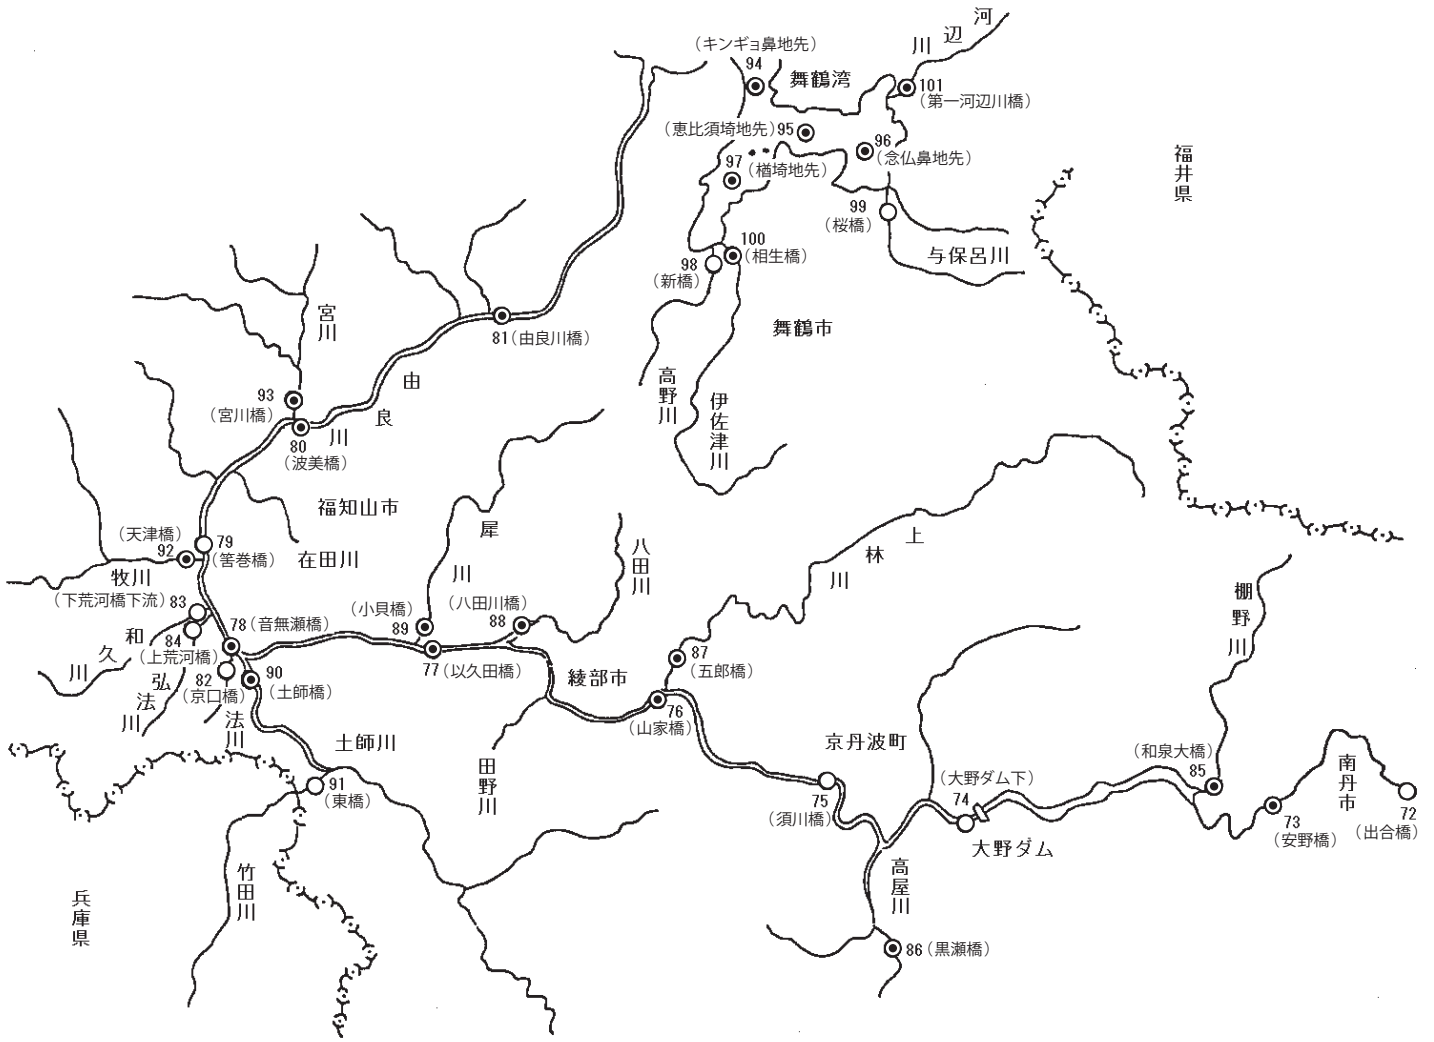 河辺川
（キンギョ鼻地先）
94
舞鶴湾
101
（第一河辺川橋）
（恵比須埼地先）95
96
（念仏鼻地先）
97
（楢埼地先）
福井県
99
（桜橋）
100
（相生橋）
98
（新橋）
与保呂川
宮川
81（由良川橋）
舞鶴市
高野川
伊佐津川
由良川
93
（宮川橋）
80
（波美橋）
福知山市
在田川
（天津橋）
92
79
（筈巻橋）
牧川
犀川
八田川
上林川
棚野川
（下荒河橋下流）83
84
（上荒河橋）
78（音無瀬橋）
（小貝橋）
89
（八田川橋）
88
77（以久田橋）
87
（五郎橋）
和久川
弘法川
82
（京口橋）
90
（土師橋）
法川
綾部市
76
（山家橋）
土師川
91
（東橋）
田野川
京丹波町
75
（須川橋）
（大野ダム下）
74
大野ダム
（和泉大橋）
85
南丹市
73
（安野橋）
72
（出合橋）
竹田川
兵庫県
高屋川
86（黒瀬橋）